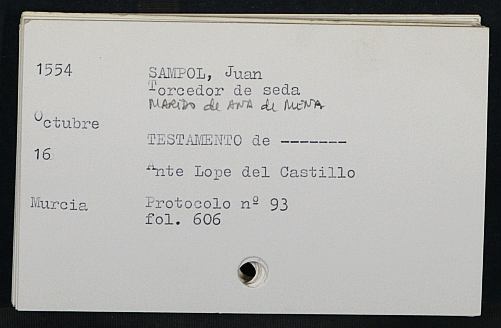 1554
SAMPOL, Juan
Torcedor de seda
MARIDO de ANA de MENA
Octubre
TESTAMENTO de -------
16
Ante Lope del Castillo
Murcia
Protocolo nº 93
fol. 606